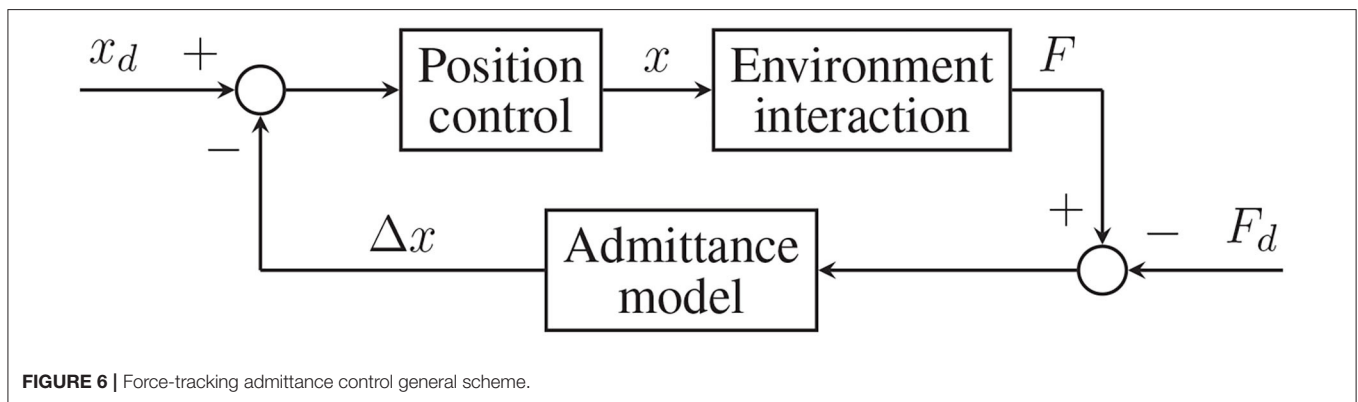 x_d + Position control x Environment interaction F
− + − F_d
Δx Admittance model
FIGURE 6 | Force-tracking admittance control general scheme.